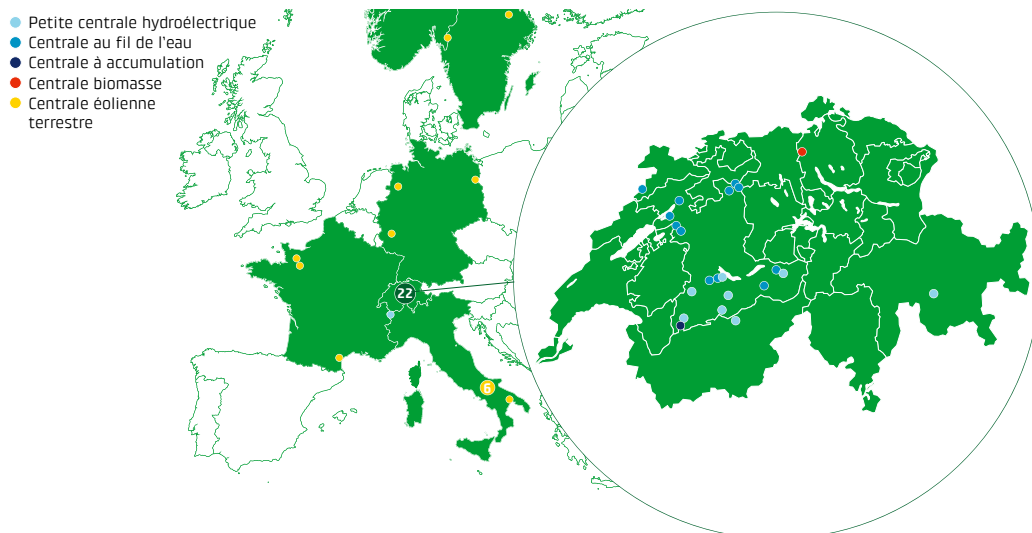 Petite centrale hydroélectrique
Centrale au fil de l'eau
Centrale à accumulation
Centrale biomasse
Centrale éolienne
terrestre
22
6